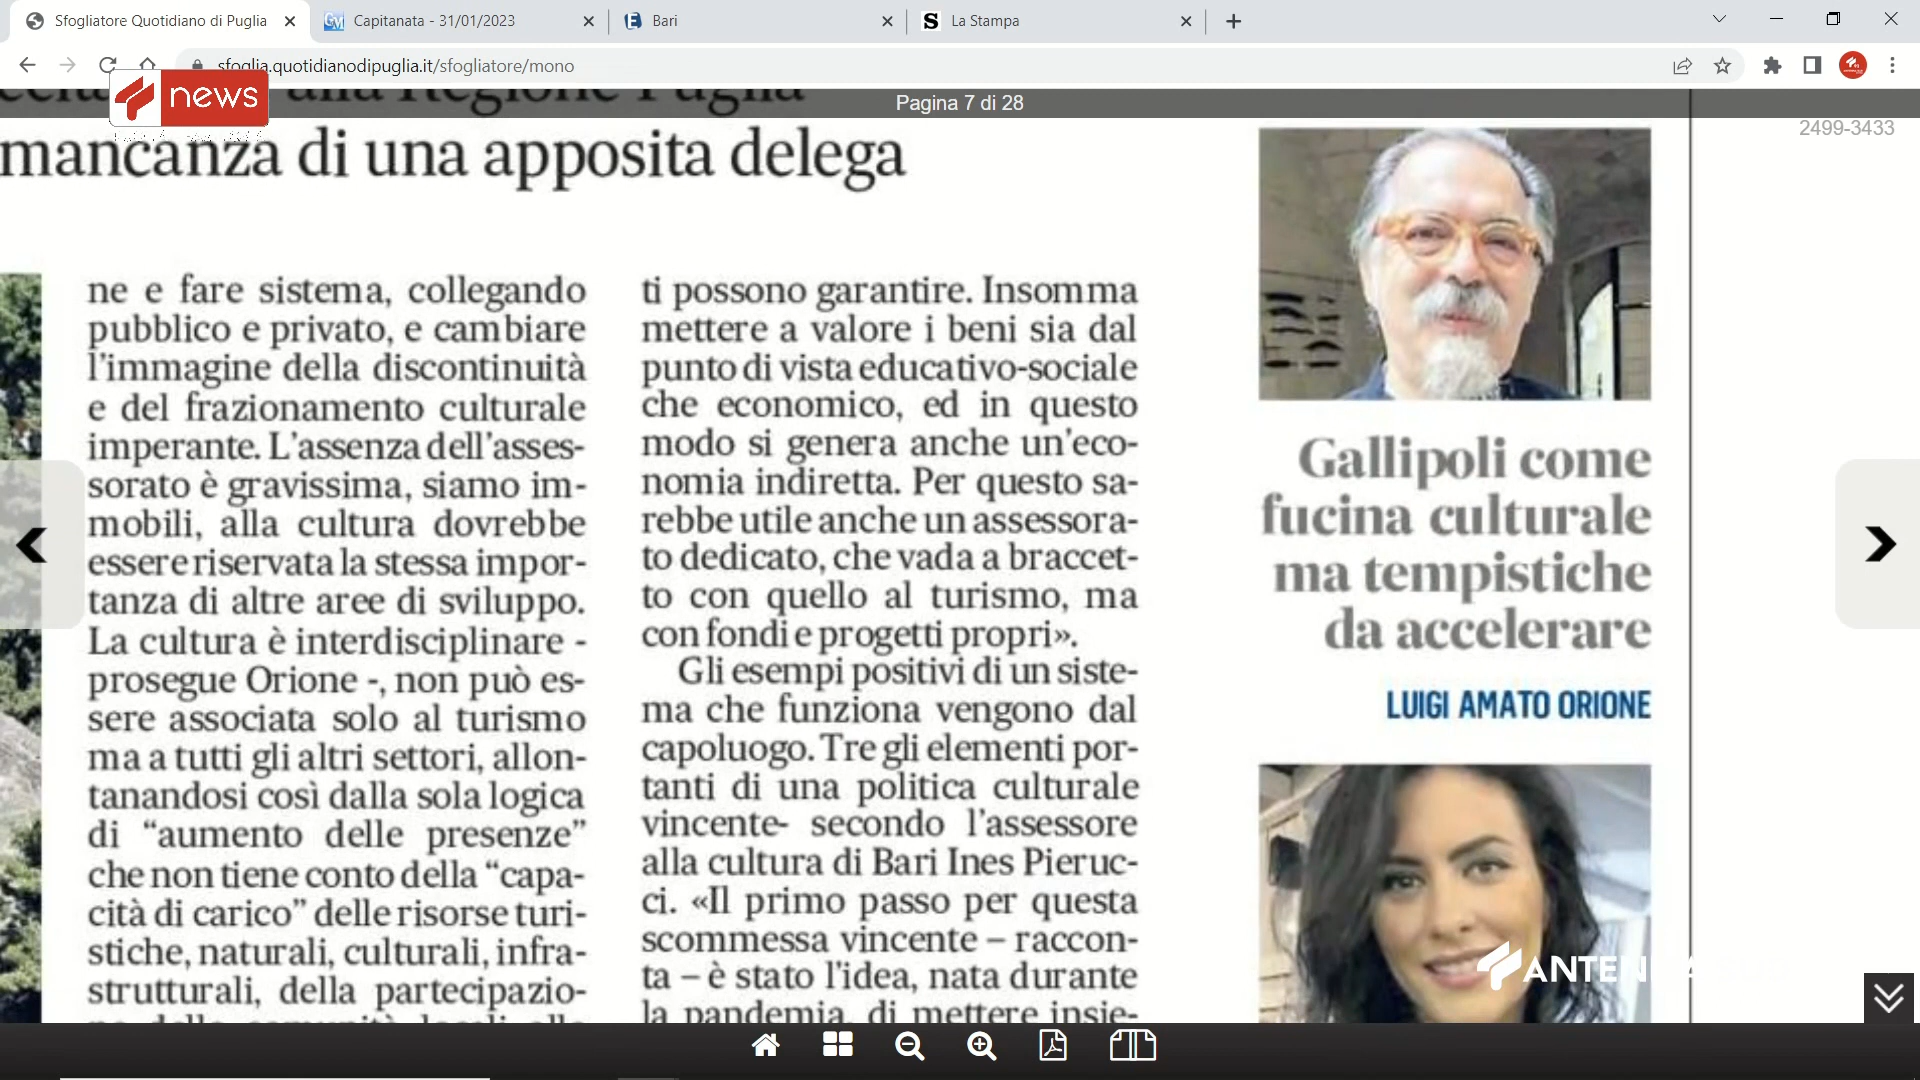 Sfogliatore Quotidiano di Puglia
Capitanata - 31/01/2023
Bari
La Stampa
sfoglia.quotidianodipuglia.it/sfogliatore/mono
news
alla Regione Puglia
Pagina 7 di 28
2499-3433
mancanza di una apposita delega
ne e fare sistema, collegando
pubblico e privato, e cambiare
l'immagine della discontinuità
e del frazionamento culturale
imperante. L'assenza dell'asses-
sorato è gravissima, siamo im-
mobili, alla cultura dovrebbe
essere riservata la stessa impor-
tanza di altre aree di sviluppo.
La cultura è interdisciplinare -
prosegue Orione -, non può es-
sere associata solo al turismo
ma a tutti gli altri settori, allon-
tanandosi così dalla sola logica
di “aumento delle presenze”
che non tiene conto della “capa-
cità di carico” delle risorse turi-
stiche, naturali, culturali, infra-
strutturali, della partecipazio-
ti possono garantire. Insomma
mettere a valore i beni sia dal
punto di vista educativo-sociale
che economico, ed in questo
modo si genera anche un'eco-
nomia indiretta. Per questo sa-
rebbe utile anche un assessora-
to dedicato, che vada a braccet-
to con quello al turismo, ma
con fondi e progetti propri».
Gli esempi positivi di un siste-
ma che funziona vengono dal
capoluogo. Tre gli elementi por-
tanti di una politica culturale
vincente- secondo l'assessore
alla cultura di Bari Ines Pieruc-
ci. «Il primo passo per questa
scommessa vincente – raccon-
ta – è stato l'idea, nata durante
la pandemia, di mettere insie-
Gallipoli come
fucina culturale
ma tempistiche
da accelerare
LUIGI AMATO ORIONE
ANTEN